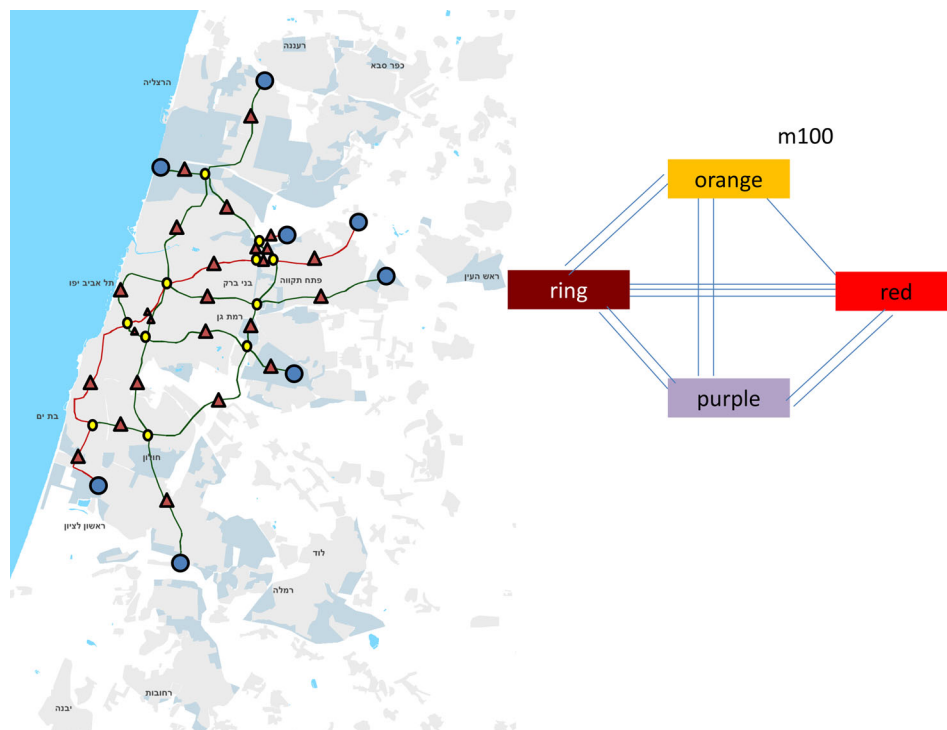 רעננה
כפר סבא
הרצליה
m100
orange
ראש העין
פתח תקווה
בני ברק
תל אביב יפו
ring
red
רמת גן
purple
בת ים
חולון
ראשון לציון
לוד
רמלה
רחובות
יבנה